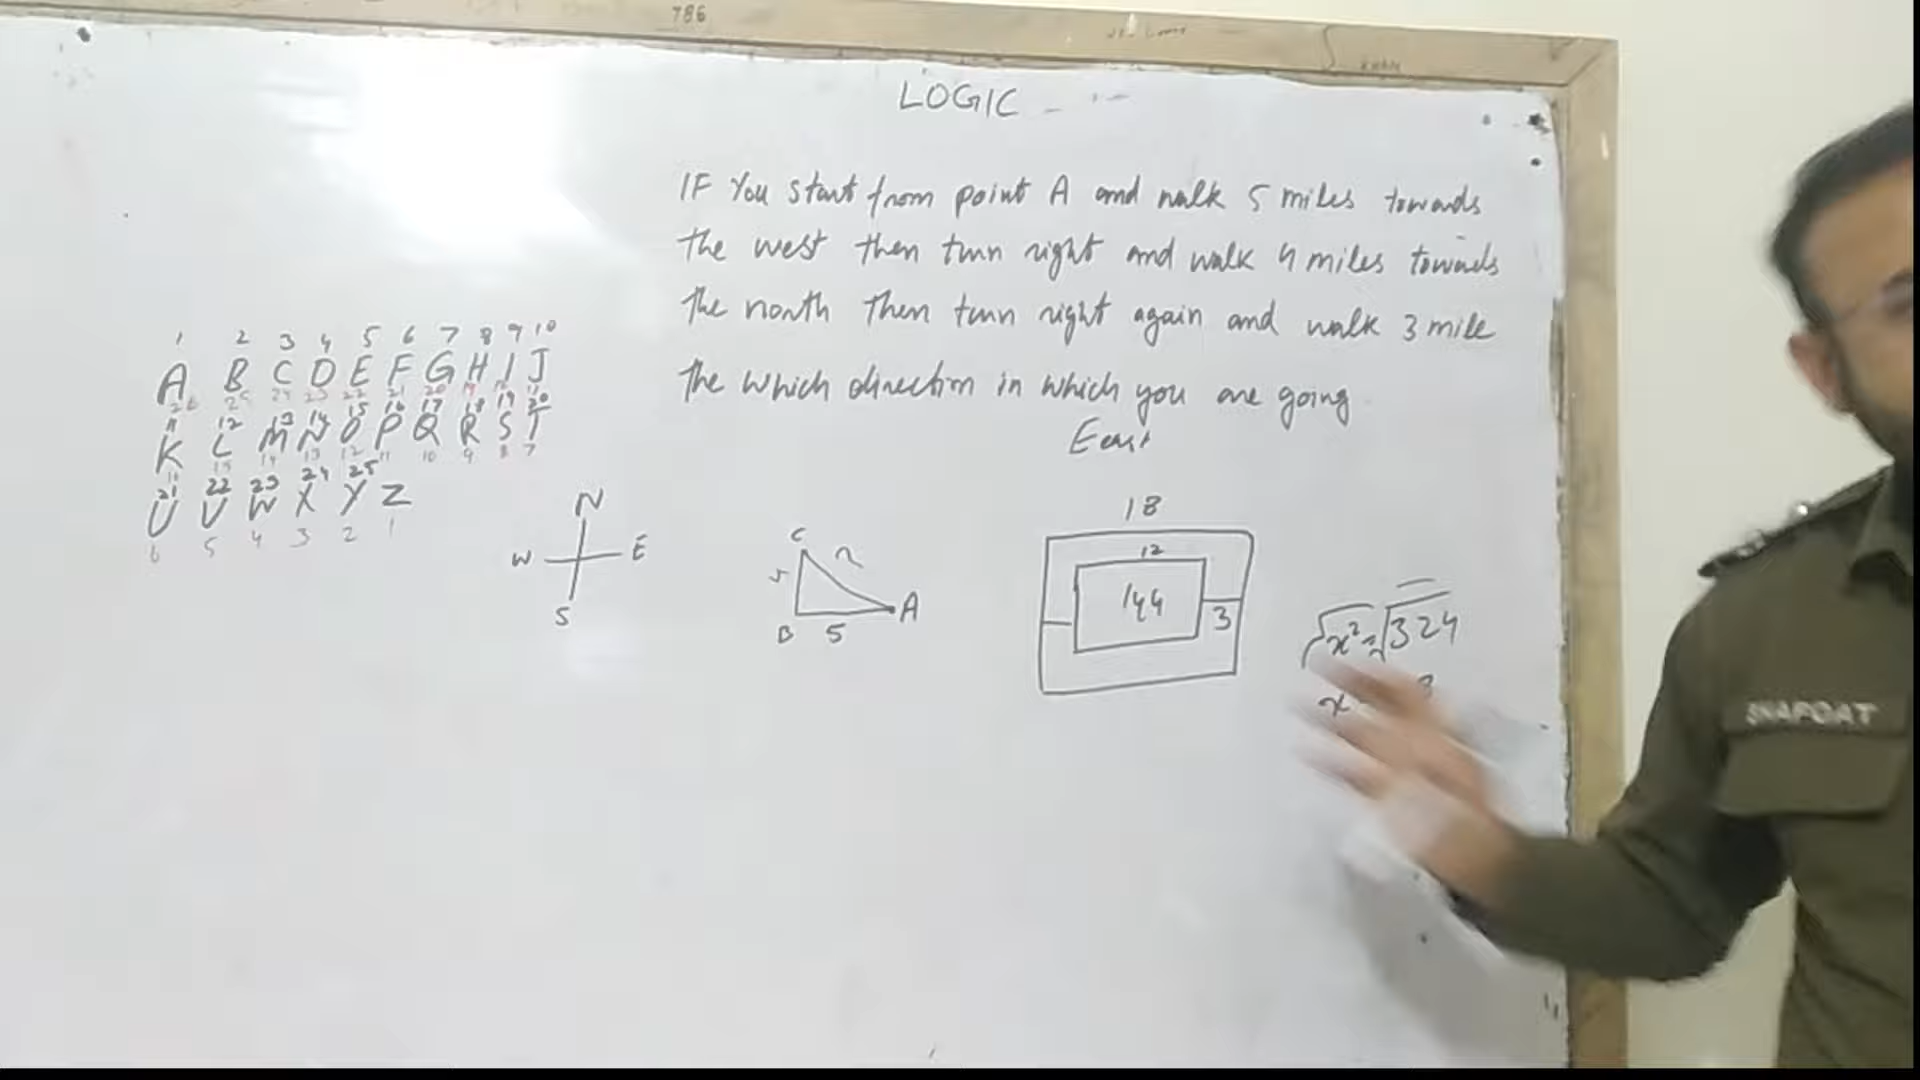 786
LOGIC
IF You start from point A and walk 5 miles towards
the west then turn right and walk 4 miles towards
the north then turn right again and walk 3 mile
the which direction in which you are going
East
1 2 3 4 5 6 7 8 9 10
A B C D E F G H I J
26 25 24 23 22 21 20 19 18 17
11 12 13 14 15 16 17 18 19 20
K L M N O P Q R S T
15 14 13 12 11 10 9 8 7
21 22 23 24 25
U V W X Y Z
6 5 4 3 2 1
N
W E
S
C
B 5 A
18
12
144
3
x² = √324
x